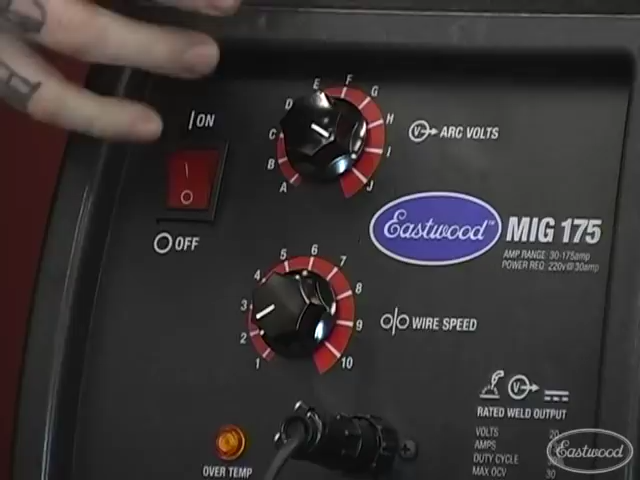 | ON
O OFF
A B C D E F G H I J
V ARC VOLTS
Eastwood™
MIG 175
AMP RANGE: 30-175amp
POWER REQ: 220v@30amp
1 2 3 4 5 6 7 8 9 10
WIRE SPEED
OVER TEMP
V
RATED WELD OUTPUT
VOLTS
AMPS
DUTY CYCLE
MAX OCV 30
Eastwood